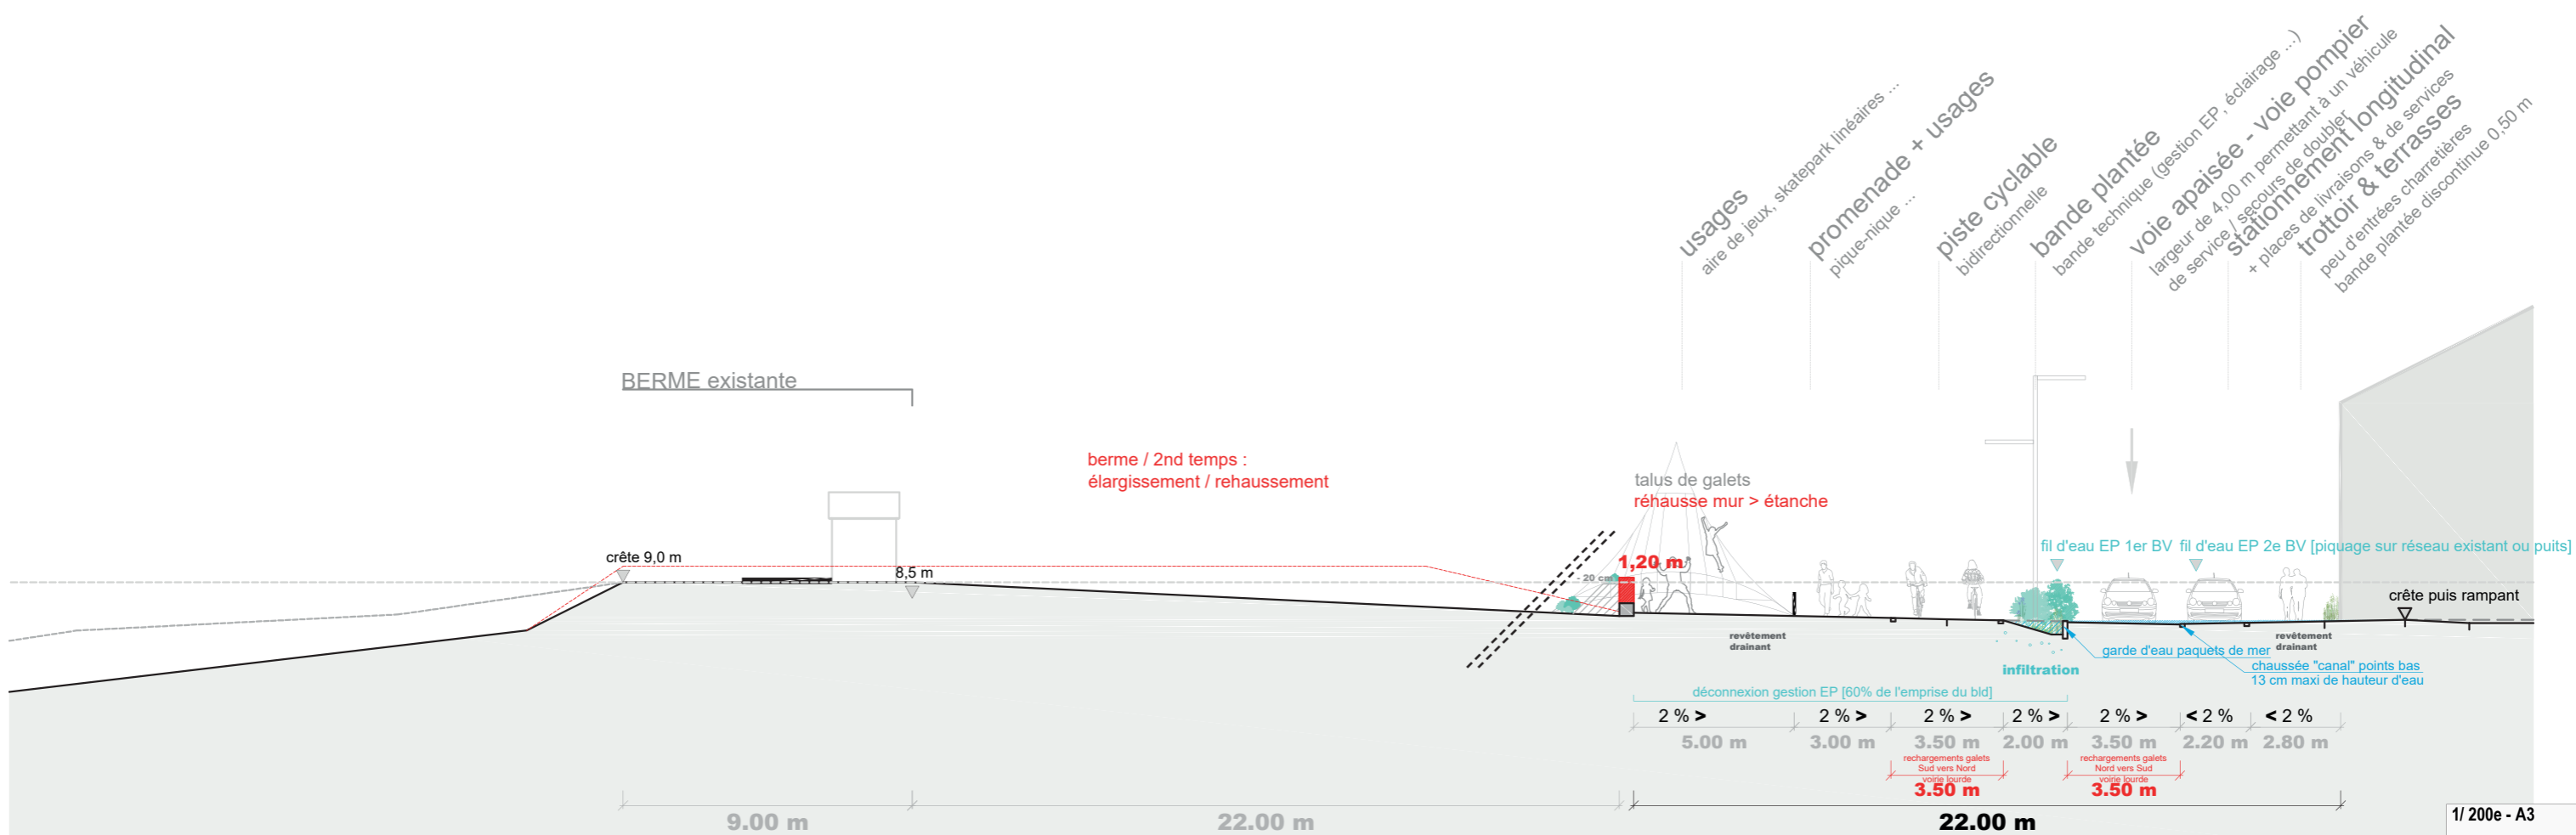 usages
aire de jeux, skatepark linéaires ...
promenade + usages
pique-nique ...
piste cyclable
bidirectionnelle
bande plantée
bande technique (gestion EP, éclairage ...)
voie apaisée - voie pompier
largeur de 4,00 m permettant à un véhicule
de service / secours de doubler
stationnement longitudinal
+ places de livraisons & de services
trottoir & terrasses
peu d'entrées charretières
bande plantée discontinue 0,50 m
BERME existante
berme / 2nd temps :
élargissement / rehaussement
talus de galets
réhausse mur > étanche
crête 9,0 m
8,5 m
- 20 cm
1,20 m
fil d'eau EP 1er BV
fil d'eau EP 2e BV [piquage sur réseau existant ou puits]
crête puis rampant
revêtement
drainant
infiltration
garde d'eau paquets de mer
revêtement
drainant
chaussée "canal" points bas
13 cm maxi de hauteur d'eau
déconnexion gestion EP [60% de l'emprise du bld]
2 % >
2 % >
2 % >
2 % >
2 % >
< 2 %
< 2 %
5.00 m
3.00 m
3.50 m
2.00 m
3.50 m
2.20 m
2.80 m
rechargements galets
Sud vers Nord
voirie lourde
3.50 m
rechargements galets
Nord vers Sud
voirie lourde
3.50 m
9.00 m
22.00 m
22.00 m
1/ 200e - A3